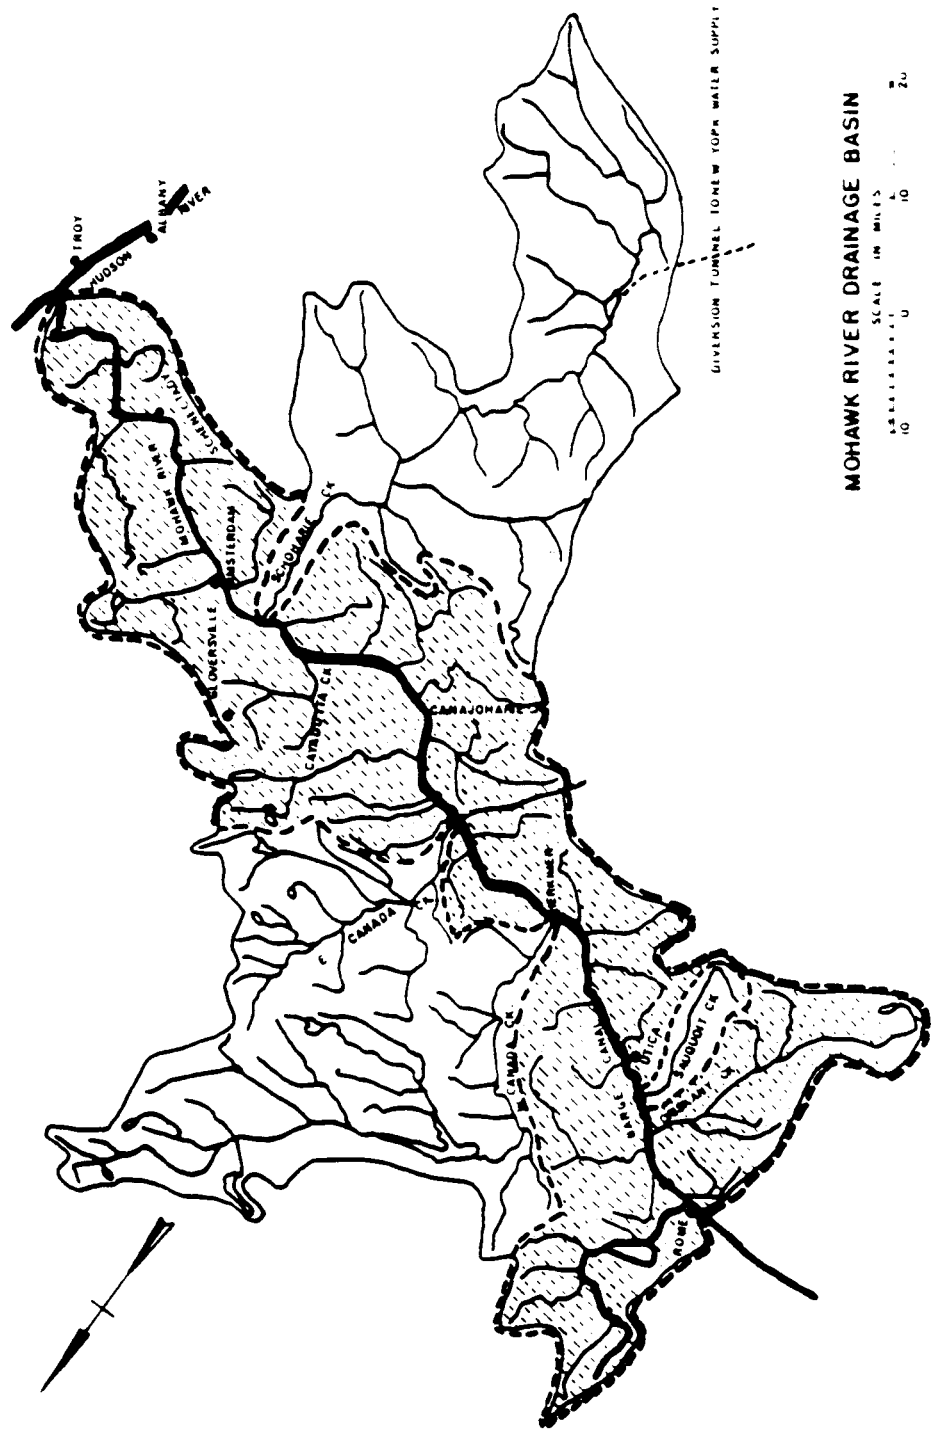 MOHAWK RIVER DRAINAGE BASIN
SCALE IN MILES
10 0 10 20
DIVERSION TUNNEL TO NEW YORK WATER SUPPLY
TROY
ALBANY
HUDSON
RIVER
SCHENECTADY
MOHAWK RIVER
AMSTERDAM
SCHOHARIE CK
GLOVERSVILLE
CAYADUTTA CK
CANAJOHARIE
HERKIMER
E CANADA CK
CANADA CK
BARGE CANAL
UTICA
SAUQUOIT CK
ORISKANY CK
ROME